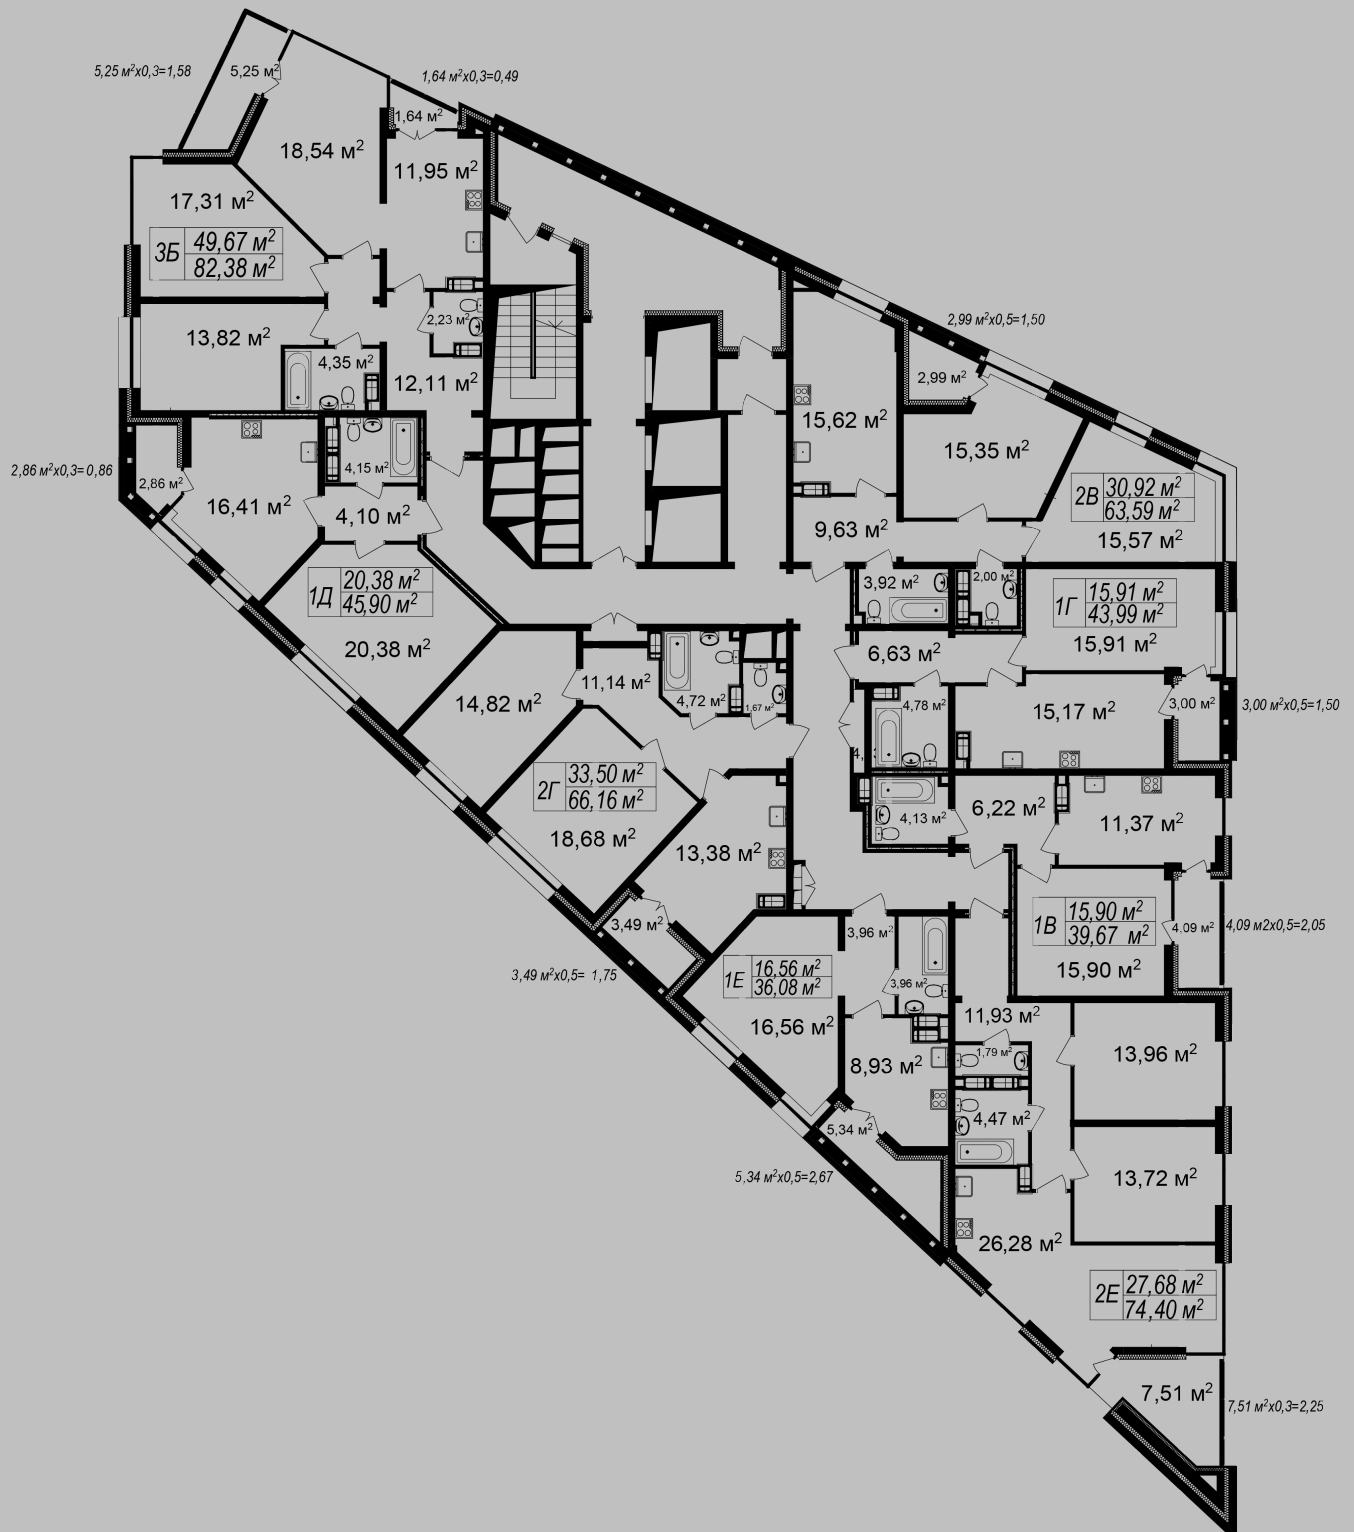 5,25 м²x0,3=1,58
5,25 м²
1,64 м²x0,3=0,49
1,64 м²
18,54 м²
11,95 м²
17,31 м²
3Б
49,67 м²
82,38 м²
2,23 м²
13,82 м²
4,35 м²
12,11 м²
2,99 м²x0,5=1,50
2,99 м²
15,62 м²
15,35 м²
2,86 м²x0,3= 0,86
2,86 м²
16,41 м²
4,15 м²
4,10 м²
2В
30,92 м²
63,59 м²
15,57 м²
9,63 м²
3,92 м²
2,00 м²
1Д
20,38 м²
45,90 м²
20,38 м²
1Г
15,91 м²
43,99 м²
15,91 м²
6,63 м²
11,14 м²
14,82 м²
4,72 м²
1,67 м²
4,78 м²
15,17 м²
3,00 м²
3,00 м²x0,5=1,50
2Г
33,50 м²
66,16 м²
18,68 м²
13,38 м²
4,13 м²
6,22 м²
11,37 м²
3,49 м²
3,49 м²x0,5= 1,75
3,96 м²
1В
15,90 м²
39,67 м²
15,90 м²
4,09 м²
4,09 м2x0,5=2,05
1Е
16,56 м²
36,08 м²
16,56 м²
3,96 м²
11,93 м²
8,93 м²
1,79 м²
13,96 м²
5,34 м²
5,34 м²x0,5=2,67
4,47 м²
13,72 м²
26,28 м²
2Е
27,68 м²
74,40 м²
7,51 м²
7,51 м²x0,3=2,25